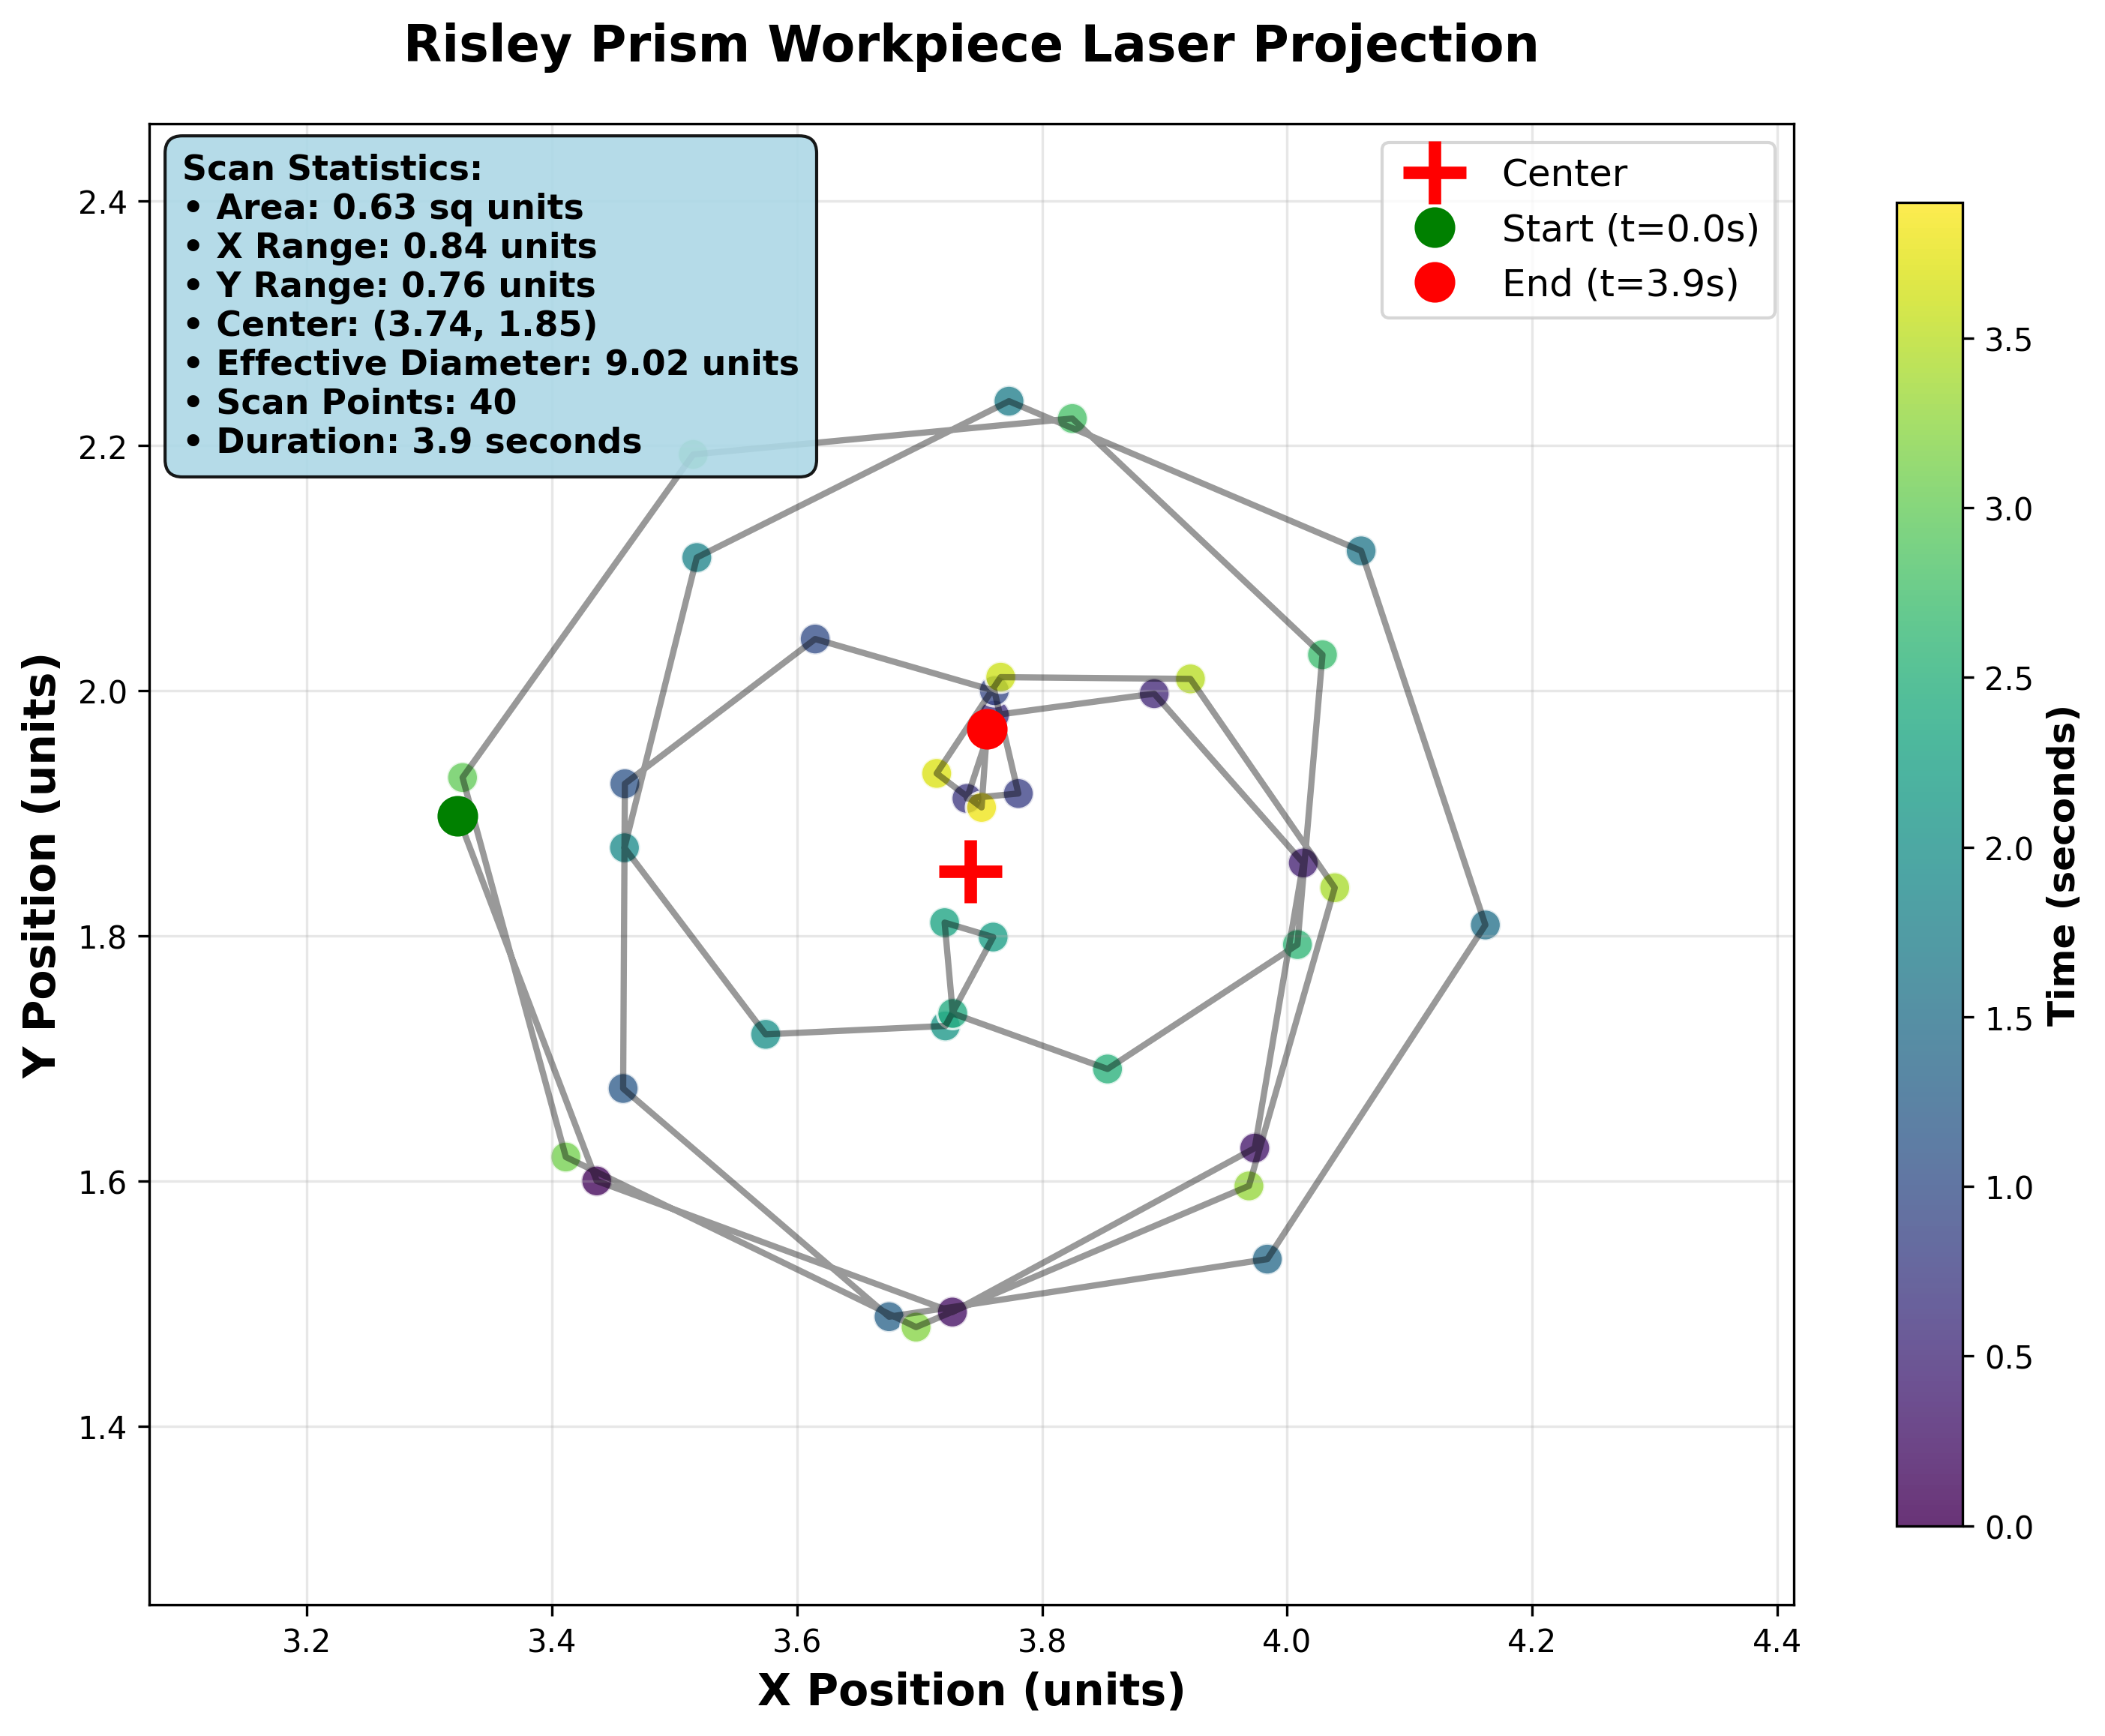 Risley Prism Workpiece Laser Projection
Scan Statistics:
• Area: 0.63 sq units
• X Range: 0.84 units
• Y Range: 0.76 units
• Center: (3.74, 1.85)
• Effective Diameter: 9.02 units
• Scan Points: 40
• Duration: 3.9 seconds
Center
Start (t=0.0s)
End (t=3.9s)
2.4
2.2
2.0
1.8
1.6
1.4
Y Position (units)
3.2
3.4
3.6
3.8
4.0
4.2
4.4
X Position (units)
3.5
3.0
2.5
2.0
1.5
1.0
0.5
0.0
Time (seconds)